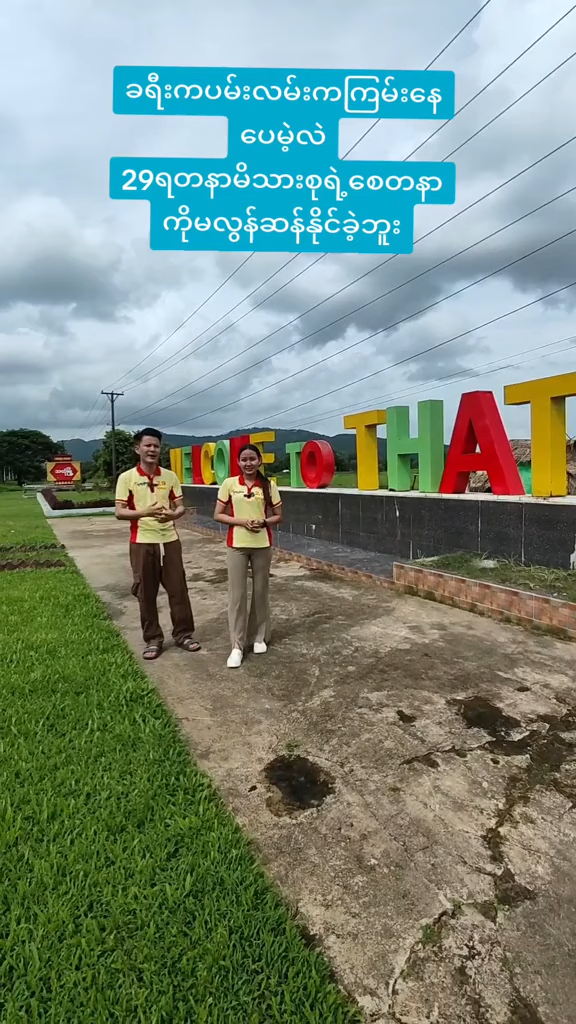 ခရီးကပမ်းလမ်းကကြမ်းနေ
ပေမဲ့လဲ
29ရတနာမိသားစုရဲ့စေတနာ
ကိုမလွန်ဆန်နိုင်ခဲ့ဘူး
TO THAT